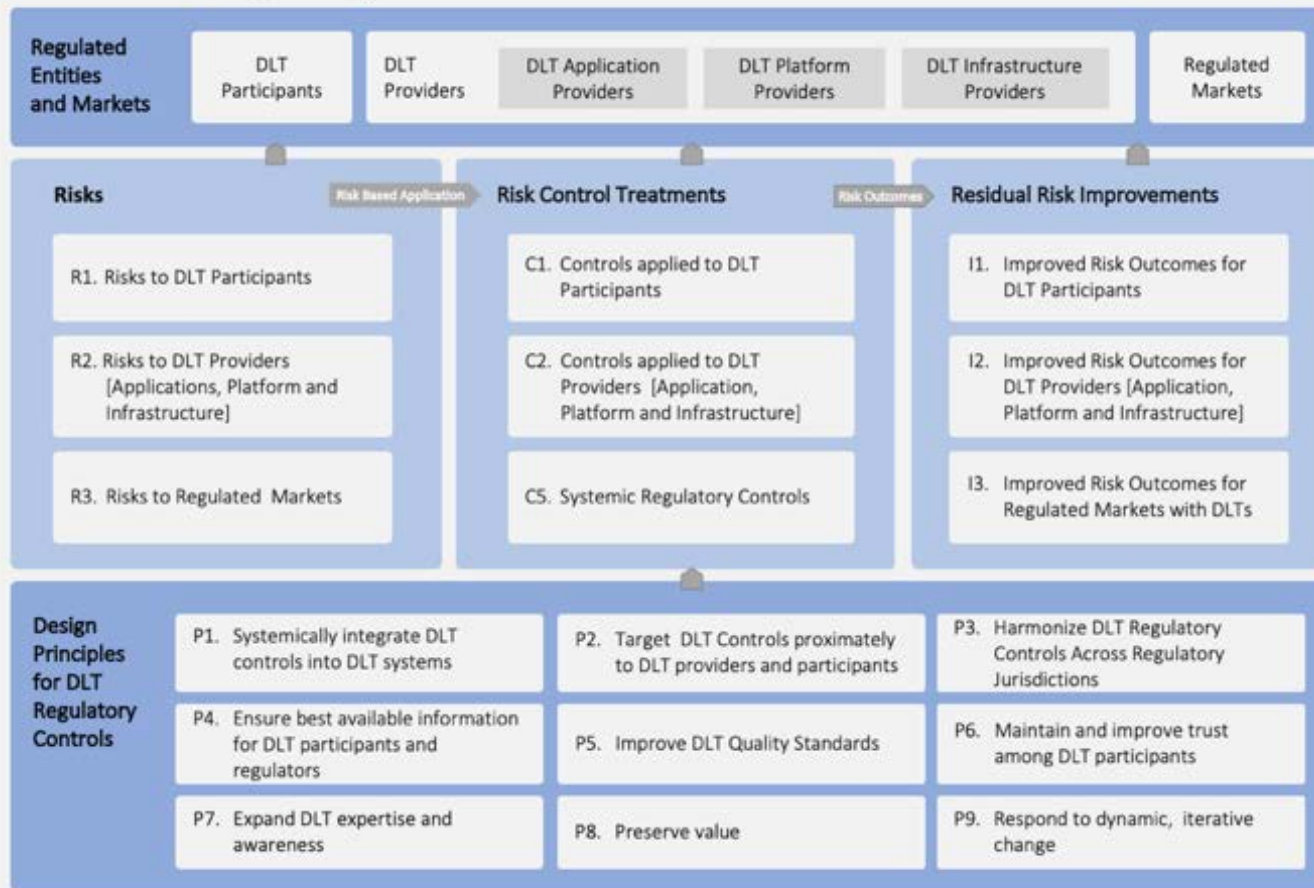 Regulated
Entities
and Markets
DLT
Participants
DLT
Providers
DLT Application
Providers
DLT Platform
Providers
DLT Infrastructure
Providers
Regulated
Markets
Risks
Risk Based Application
Risk Control Treatments
Risk Outcomes
Residual Risk Improvements
R1. Risks to DLT Participants
R2. Risks to DLT Providers
[Applications, Platform and
Infrastructure]
R3. Risks to Regulated Markets
C1. Controls applied to DLT
Participants
C2. Controls applied to DLT
Providers [Application,
Platform and Infrastructure]
C5. Systemic Regulatory Controls
I1. Improved Risk Outcomes for
DLT Participants
I2. Improved Risk Outcomes for
DLT Providers [Application,
Platform and Infrastructure]
I3. Improved Risk Outcomes for
Regulated Markets with DLTs
Design
Principles
for DLT
Regulatory
Controls
P1. Systemically integrate DLT
controls into DLT systems
P2. Target DLT Controls proximately
to DLT providers and participants
P3. Harmonize DLT Regulatory
Controls Across Regulatory
Jurisdictions
P4. Ensure best available information
for DLT participants and
regulators
P5. Improve DLT Quality Standards
P6. Maintain and improve trust
among DLT participants
P7. Expand DLT expertise and
awareness
P8. Preserve value
P9. Respond to dynamic, iterative
change